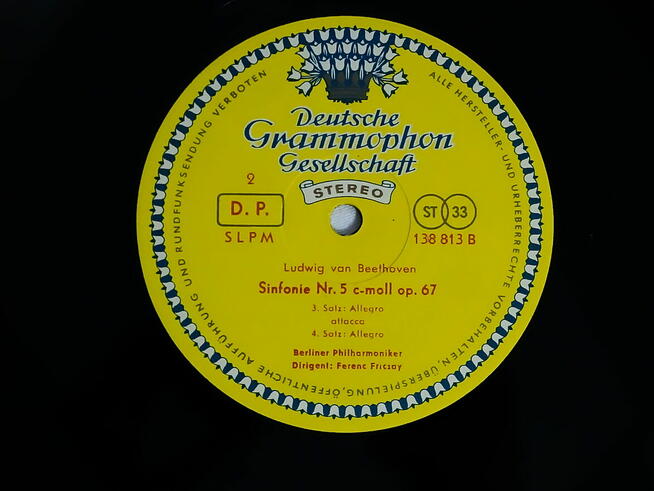 Deutsche
Grammophon
Gesellschaft
STEREO
2
D. P.
SLPM
ST 33
138 813 B
Ludwig van Beethoven
Sinfonie Nr. 5 c-moll op. 67
3. Satz: Allegro
attacca
4. Satz: Allegro
Berliner Philharmoniker
Dirigent: Ferenc Fricsay
ALLE HERSTELLER- UND URHEBERRECHTE VORBEHALTEN, ÜBERSPIELUNG, ÖFFENTLICHE AUFFÜHRUNG UND RUNDFUNKSENDUNG VERBOTEN